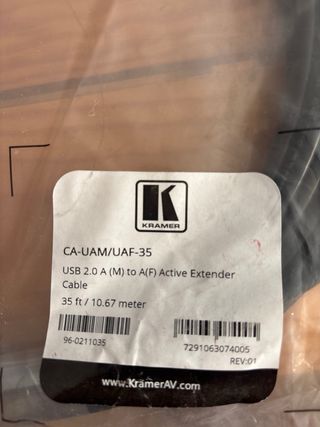 K
KRAMER
CA-UAM/UAF-35
USB 2.0 A (M) to A(F) Active Extender
Cable
35 ft / 10.67 meter
96-0211035
7291063074005
REV:01
www.KramerAV.com